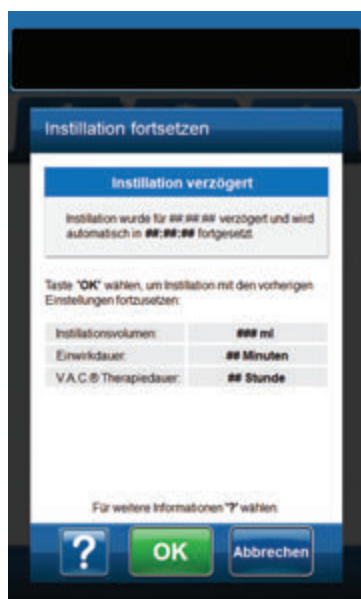 Instillation fortsetzen
Instillation verzögert
Instillation wurde für ##:##:## verzögert und wird
automatisch in ##:##:## fortgesetzt.
Taste "OK" wählen, um Instillation mit den vorherigen
Einstellungen fortzusetzen:
Instillationsvolumen: ### ml
Einwirkdauer: ## Minuten
V.A.C.® Therapiedauer: ## Stunde
Für weitere Informationen "?" wählen.
? OK Abbrechen